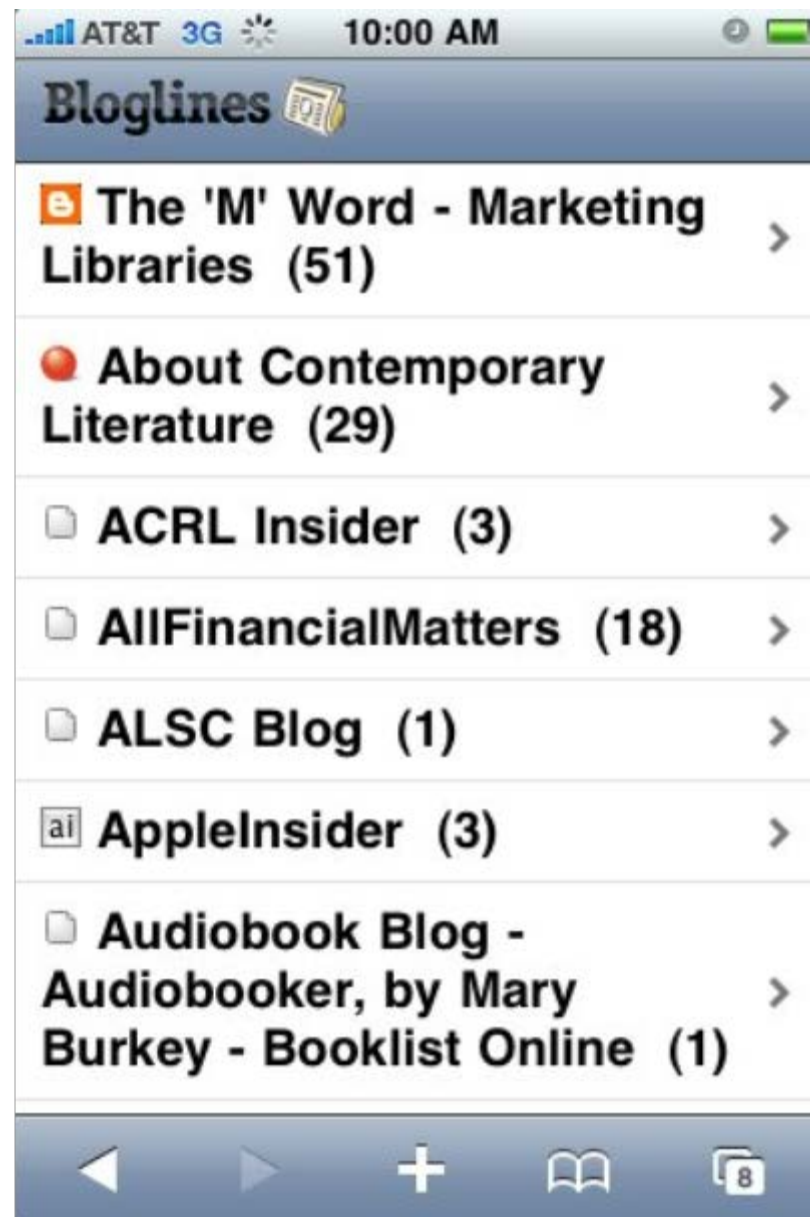 AT&T 3G 10:00 AM
Bloglines
The 'M' Word - Marketing
Libraries (51)
About Contemporary
Literature (29)
ACRL Insider (3)
AllFinancialMatters (18)
ALSC Blog (1)
ai AppleInsider (3)
Audiobook Blog -
Audiobooker, by Mary
Burkey - Booklist Online (1)
8